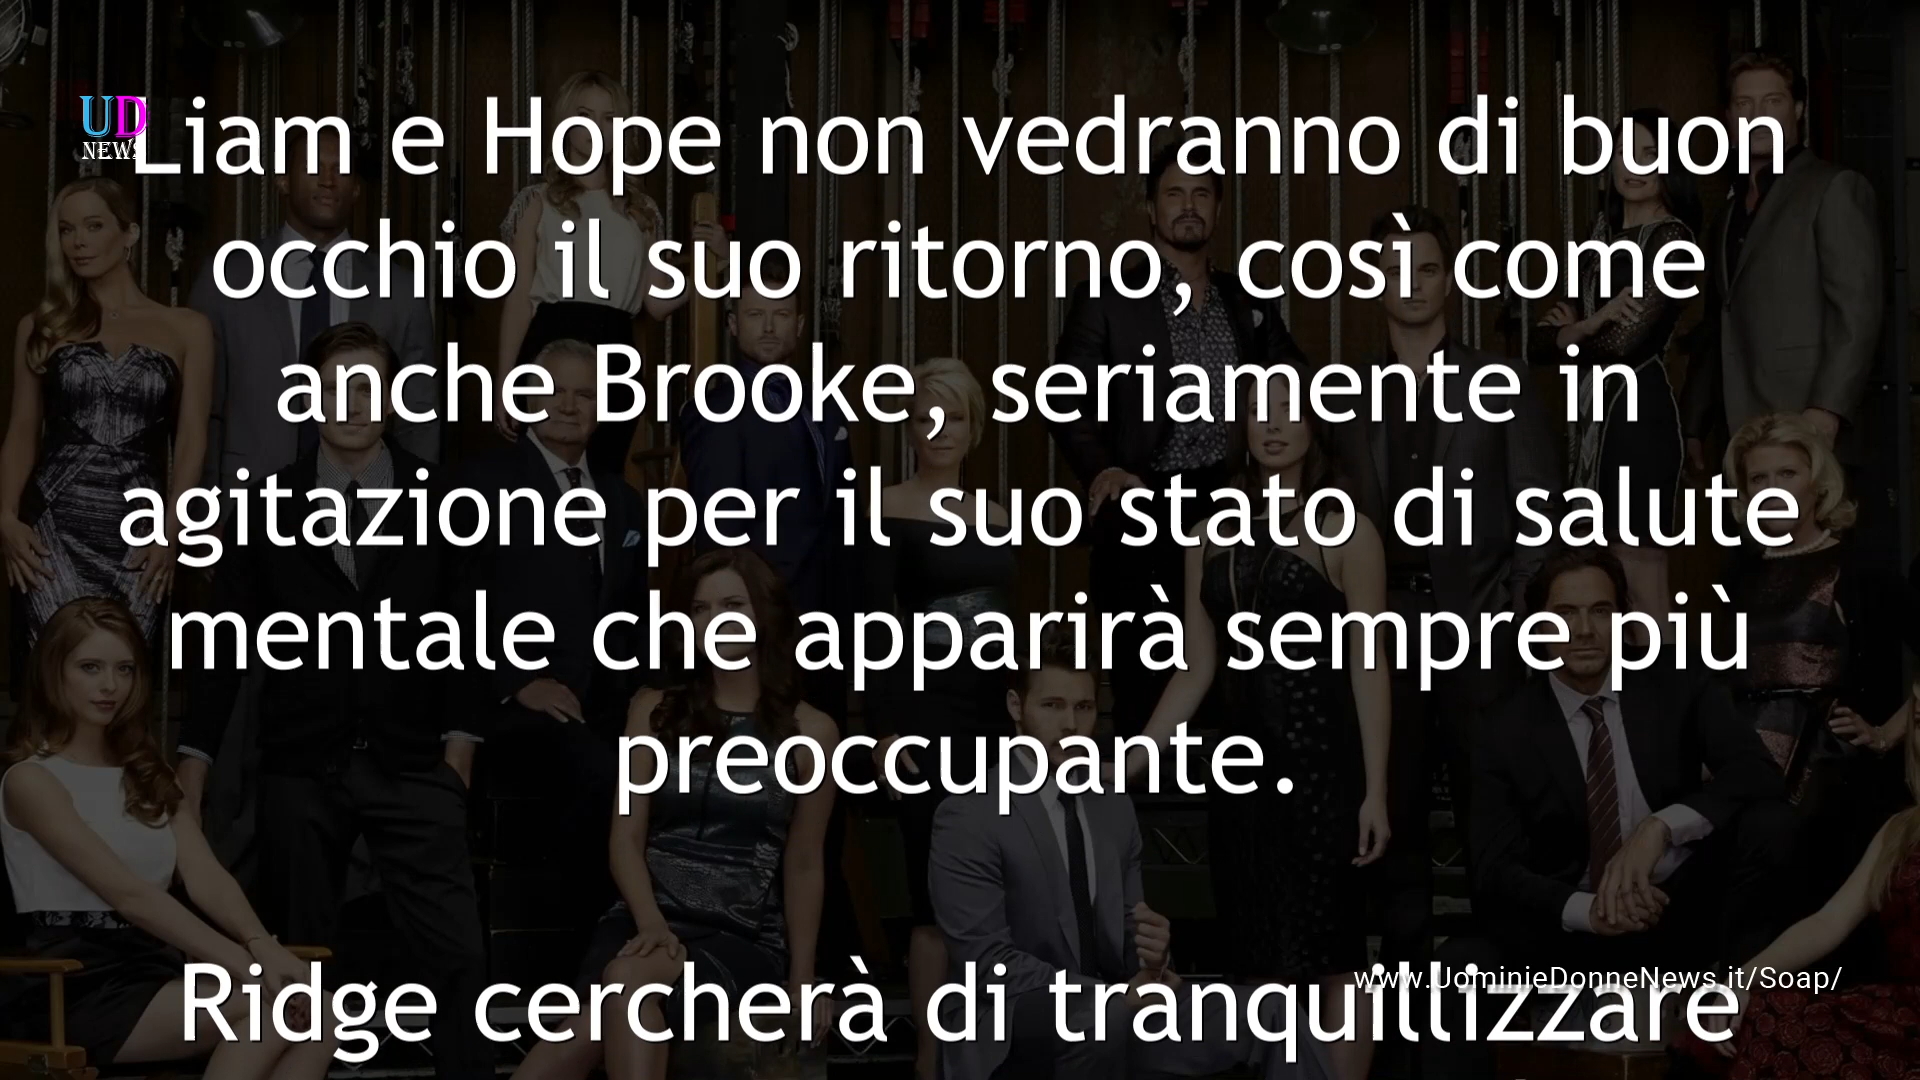 UD
NEWS
Liam e Hope non vedranno di buon
occhio il suo ritorno, così come
anche Brooke, seriamente in
agitazione per il suo stato di salute
mentale che apparirà sempre più
preoccupante.
www.UominieDonneNews.it/Soap/
Ridge cercherà di tranquillizzare